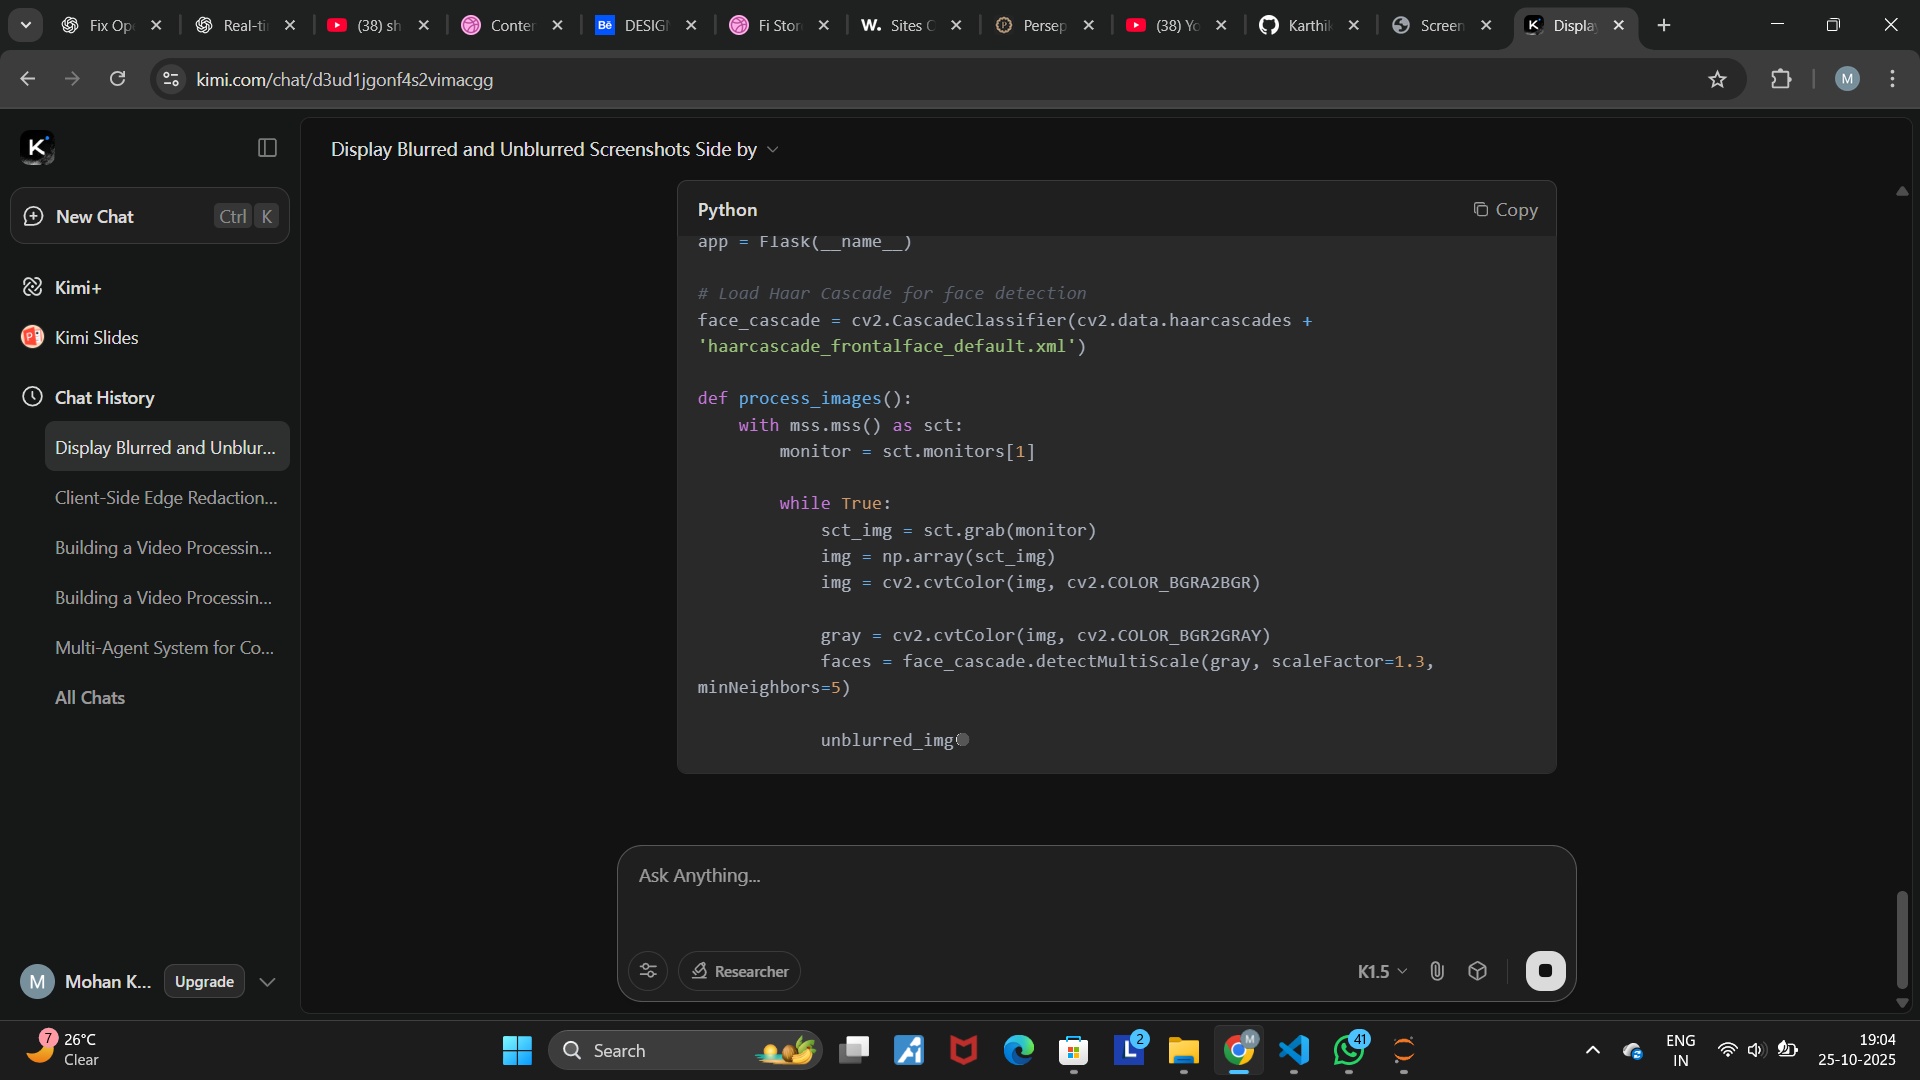 Fix Op
Real-ti
(38) sh
Conter
Bē
DESIGI
Fi Stor
W. Sites C
Persep
(38) Yo
Karthik
Screen
Displa
kimi.com/chat/d3ud1jgonf4s2vimacgg
M
K
Display Blurred and Unblurred Screenshots Side by
New Chat
Ctrl K
Kimi+
Kimi Slides
Chat History
Display Blurred and Unblur...
Client-Side Edge Redaction...
Building a Video Processin...
Building a Video Processin...
Multi-Agent System for Co...
All Chats
M Mohan K...
Upgrade
Python
Copy
app = Flask(__name__)
# Load Haar Cascade for face detection
face_cascade = cv2.CascadeClassifier(cv2.data.haarcascades +
'haarcascade_frontalface_default.xml')
def process_images():
with mss.mss() as sct:
monitor = sct.monitors[1]
while True:
sct_img = sct.grab(monitor)
img = np.array(sct_img)
img = cv2.cvtColor(img, cv2.COLOR_BGRA2BGR)
gray = cv2.cvtColor(img, cv2.COLOR_BGR2GRAY)
faces = face_cascade.detectMultiScale(gray, scaleFactor=1.3,
minNeighbors=5)
unblurred_img
Ask Anything...
Researcher
K1.5
7
26°C
Clear
Search
L
2
M
41
ENG
IN
19:04
25-10-2025